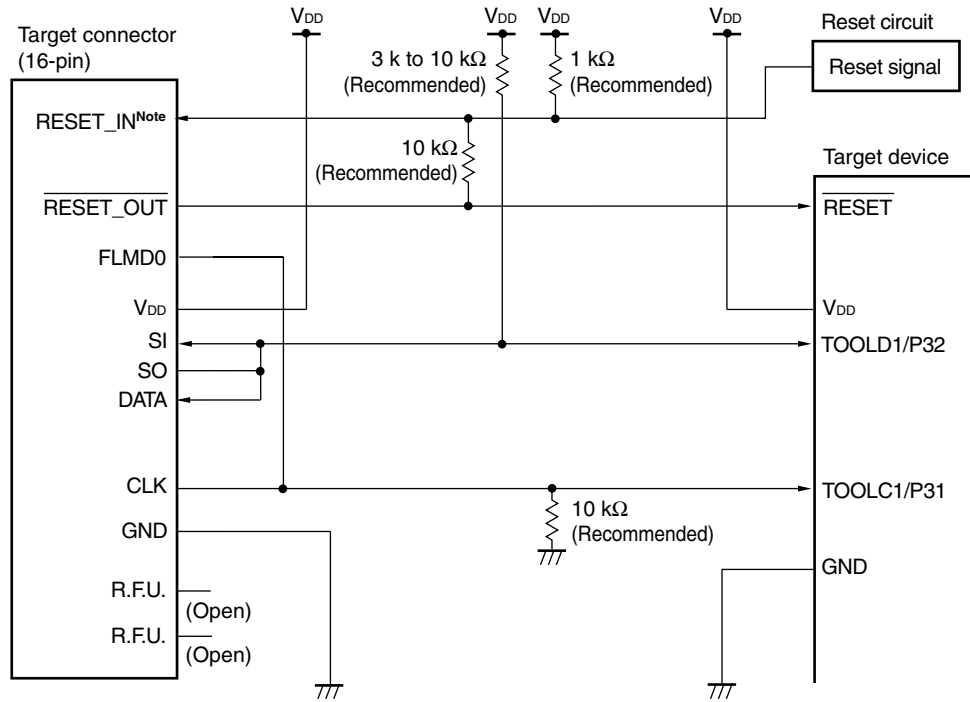 Target connector
(16-pin)
RESET_IN Note
RESET_OUT
FLMD0
VDD
SI
SO
DATA
CLK
GND
R.F.U.
(Open)
R.F.U.
(Open)
VDD
VDD
3 k to 10 kΩ
(Recommended)
VDD
1 kΩ
(Recommended)
10 kΩ
(Recommended)
10 kΩ
(Recommended)
VDD
Reset circuit
Reset signal
Target device
RESET
VDD
TOOLD1/P32
TOOLC1/P31
GND